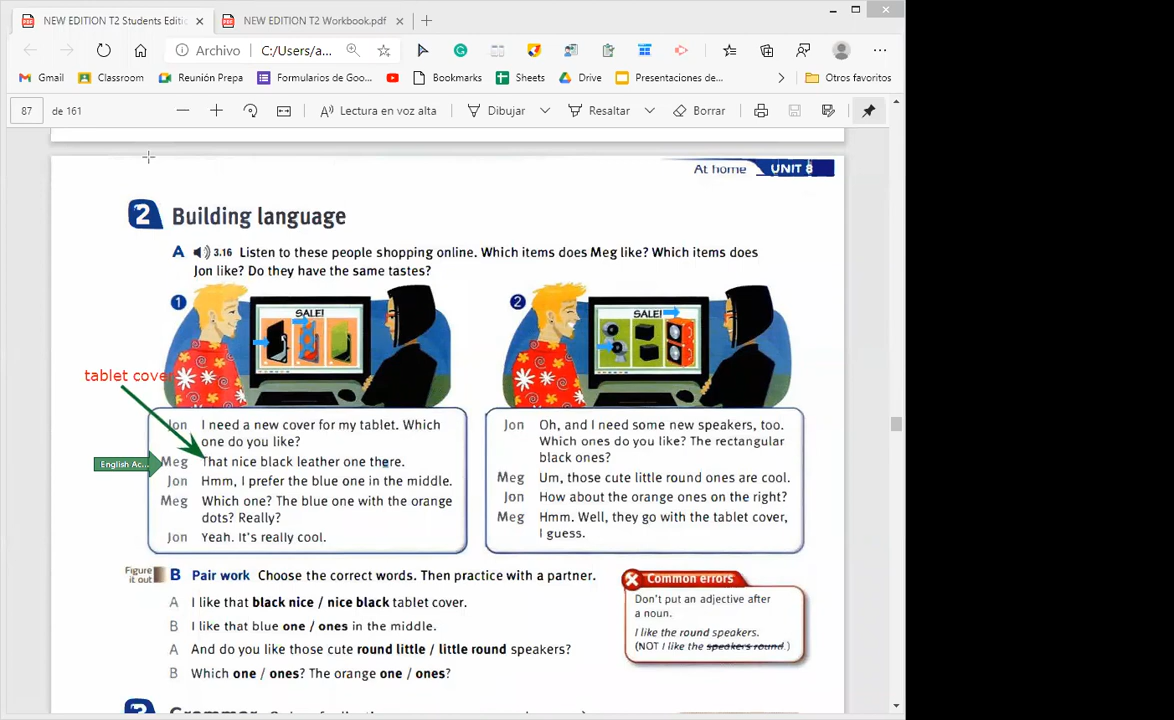 NEW EDITION T2 Students Editi
NEW EDITION T2 Workbook.pdf
Archivo
C:/Users/a...
Gmail
Classroom
Reunión Prepa
Formularios de Goo...
Bookmarks
Sheets
Drive
Presentaciones de...
Otros favoritos
87
de 161
Lectura en voz alta
Dibujar
Resaltar
Borrar
At home UNIT 8
2 Building language
A 3.16 Listen to these people shopping online. Which items does Meg like? Which items does
Jon like? Do they have the same tastes?
1
SALE!
2
SALE!
tablet cover
Jon I need a new cover for my tablet. Which
one do you like?
English Ac...
Meg That nice black leather one there.
Jon Hmm, I prefer the blue one in the middle.
Meg Which one? The blue one with the orange
dots? Really?
Jon Yeah. It's really cool.
Jon Oh, and I need some new speakers, too.
Which ones do you like? The rectangular
black ones?
Meg Um, those cute little round ones are cool.
Jon How about the orange ones on the right?
Meg Hmm. Well, they go with the tablet cover,
I guess.
Figure
it out
B Pair work Choose the correct words. Then practice with a partner.
A I like that black nice / nice black tablet cover.
B I like that blue one / ones in the middle.
A And do you like those cute round little / little round speakers?
B Which one / ones? The orange one / ones?
Common errors
Don't put an adjective after
a noun.
I like the round speakers.
(NOT I like the speakers round.)